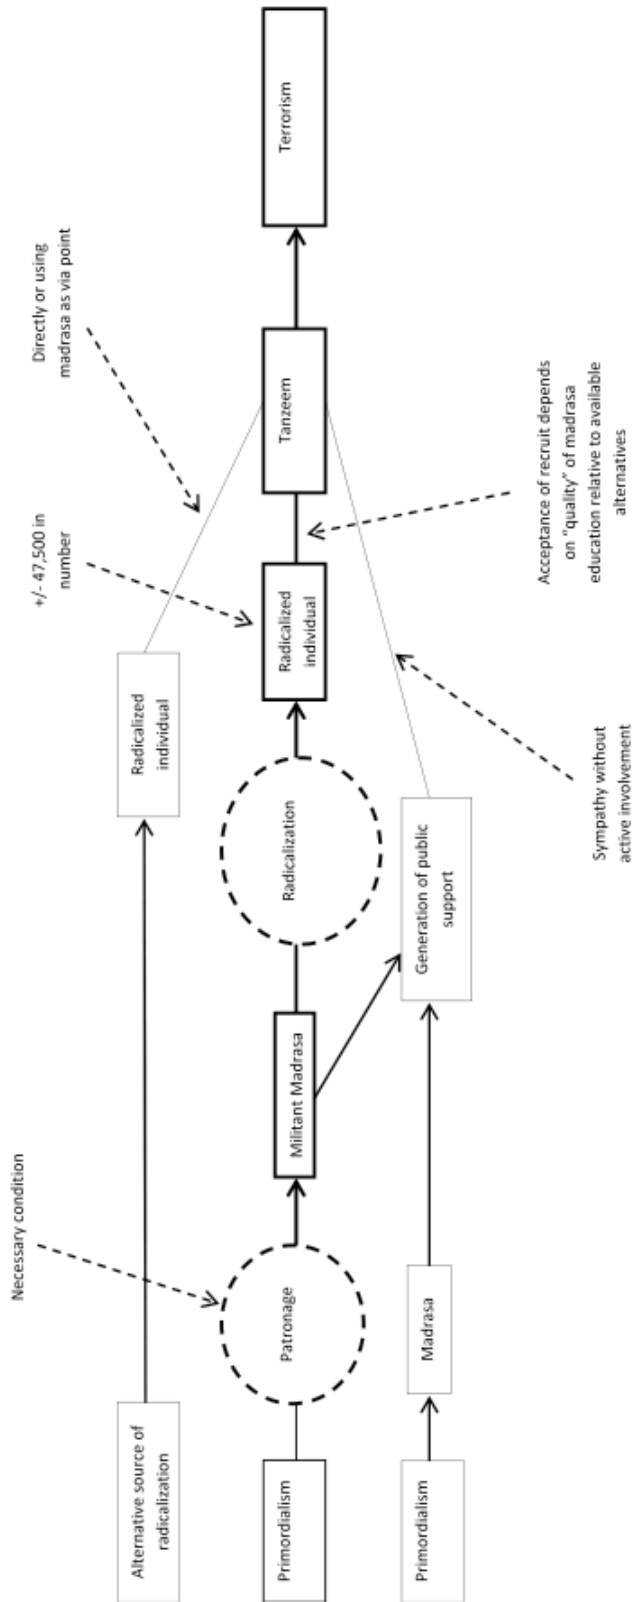 Necessary condition
+/- 47,500 in
number
Directly or using
madrasa as via point
Alternative source of
radicalization
Radicalized
individual
Primordialism
Patronage
Militant Madrasa
Radicalization
Radicalized
individual
Tanzeem
Terrorism
Primordialism
Madrasa
Generation of public
support
Sympathy without
active involvement
Acceptance of recruit depends
on "quality" of madrasa
education relative to available
alternatives